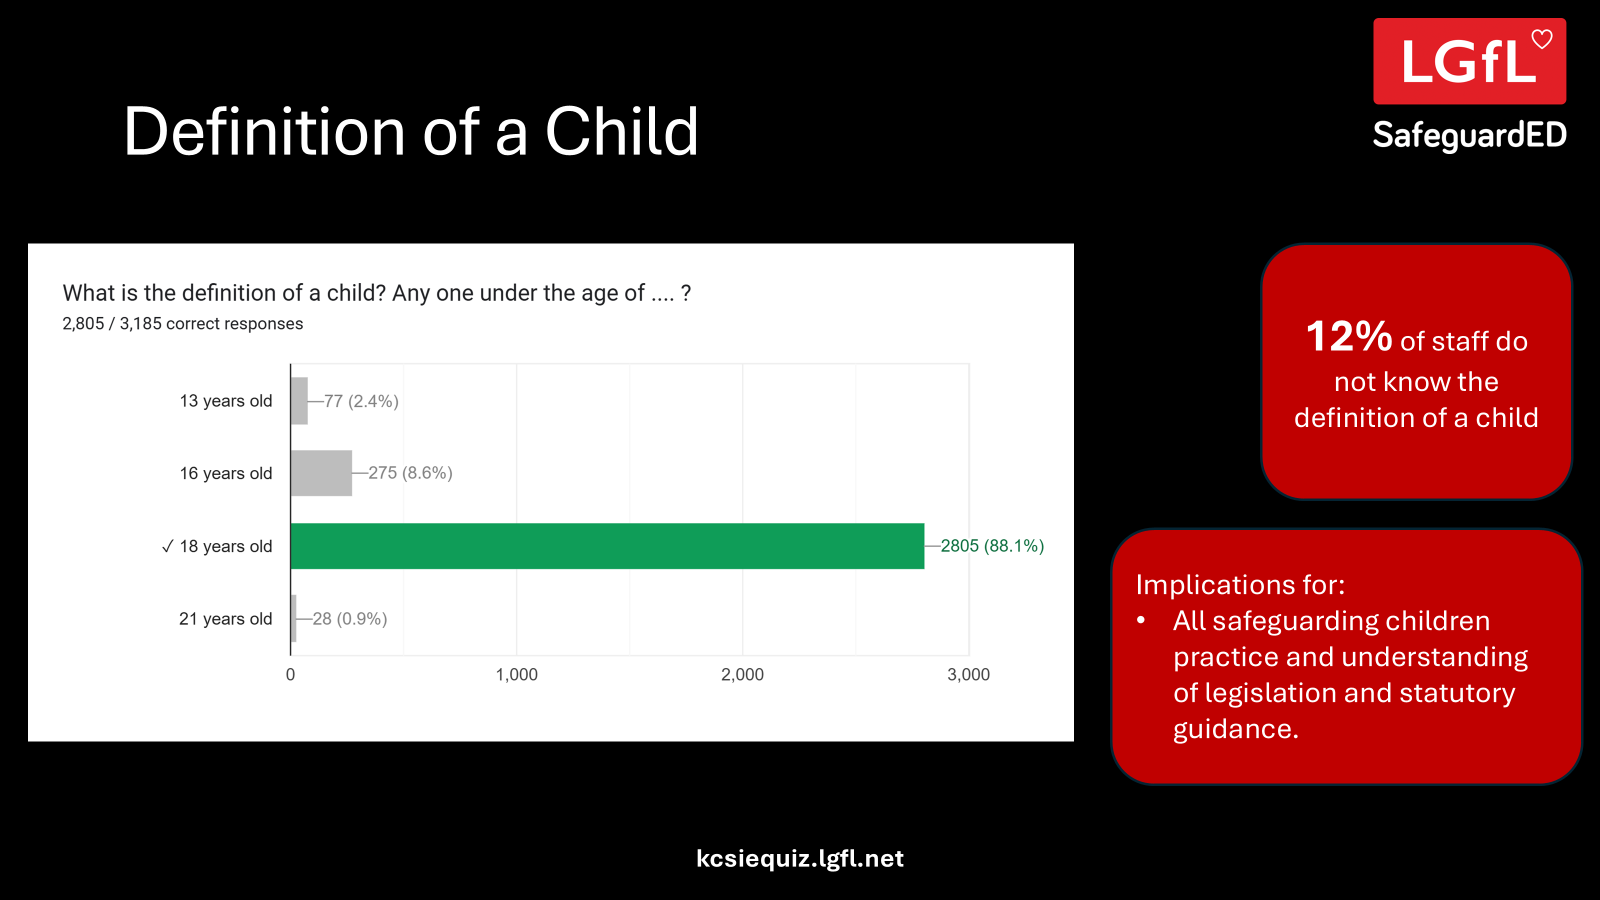 LGfL
SafeguardED
Definition of a Child
What is the definition of a child? Any one under the age of .... ?
2,805 / 3,185 correct responses
13 years old
77 (2.4%)
16 years old
275 (8.6%)
✓ 18 years old
2805 (88.1%)
21 years old
28 (0.9%)
0
1,000
2,000
3,000
12% of staff do
not know the
definition of a child
Implications for:
• All safeguarding children
practice and understanding
of legislation and statutory
guidance.
kcsiequiz.lgfl.net